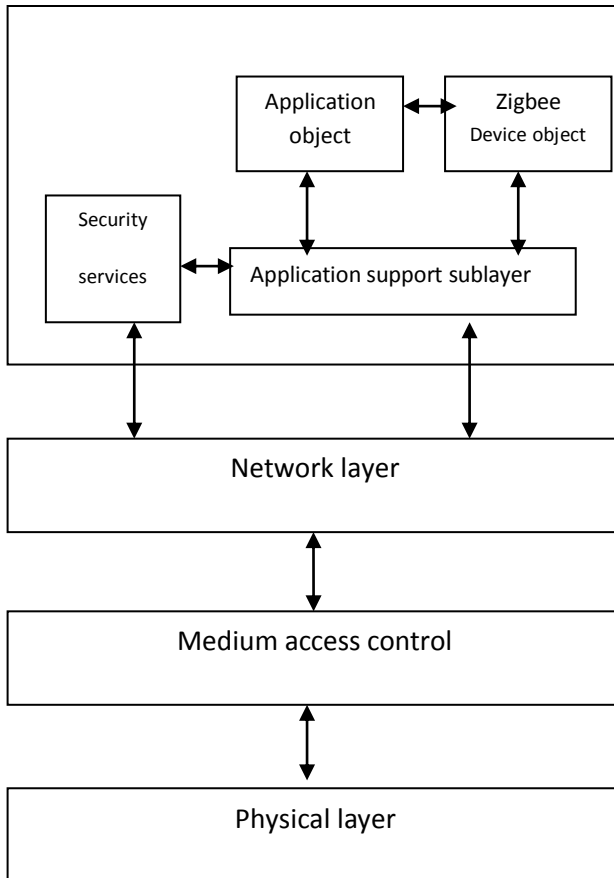 Application
object
Zigbee
Device object
Security
services
Application support sublayer
Network layer
Medium access control
Physical layer